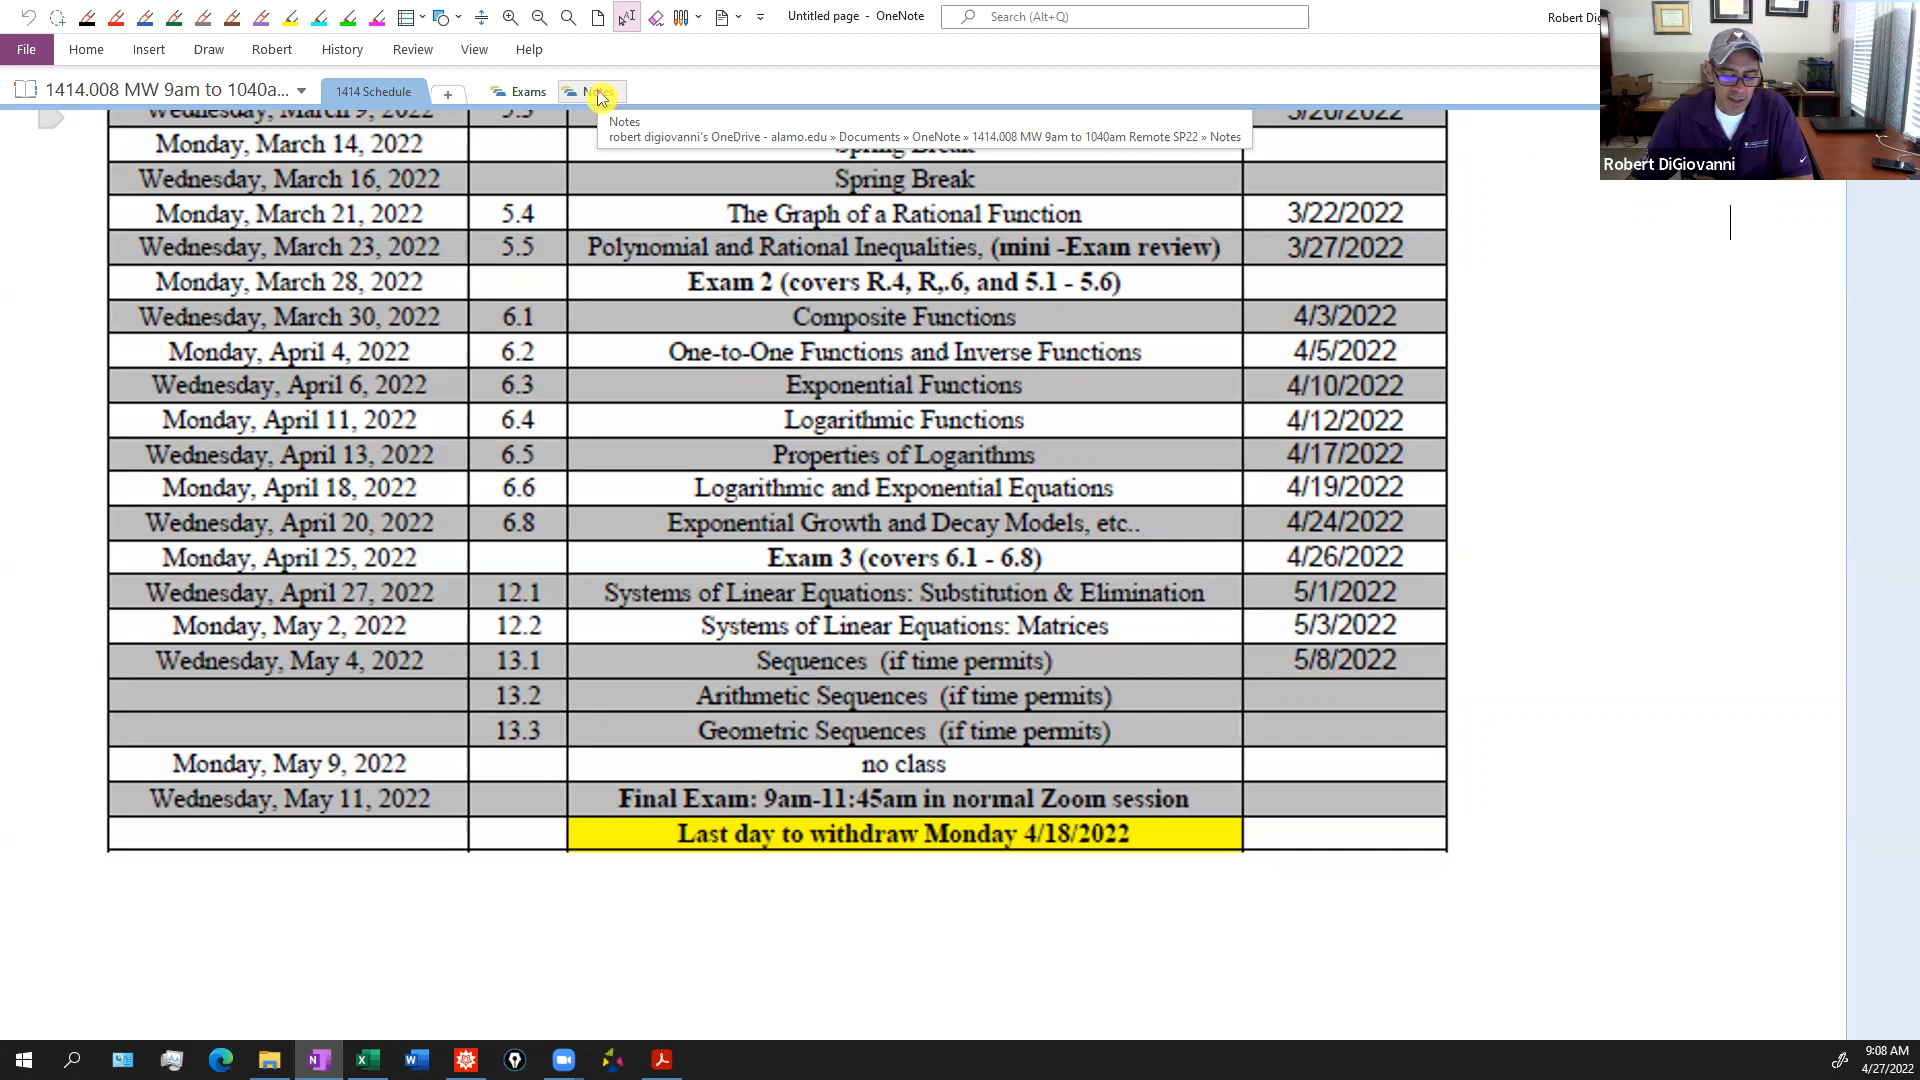 Untitled page - OneNote
Search (Alt+Q)
Robert Di
File Home Insert Draw Robert History Review View Help
1414.008 MW 9am to 1040a...
1414 Schedule
Exams
Notes
Notes
robert digiovanni's OneDrive - alamo.edu » Documents » OneNote » 1414.008 MW 9am to 1040am Remote SP22 » Notes
Wednesday, March 9, 2022 5.3 3/20/2022
Monday, March 14, 2022 Spring Break
Wednesday, March 16, 2022 Spring Break
Monday, March 21, 2022 5.4 The Graph of a Rational Function 3/22/2022
Wednesday, March 23, 2022 5.5 Polynomial and Rational Inequalities, (mini -Exam review) 3/27/2022
Monday, March 28, 2022 Exam 2 (covers R.4, R,.6, and 5.1 - 5.6)
Wednesday, March 30, 2022 6.1 Composite Functions 4/3/2022
Monday, April 4, 2022 6.2 One-to-One Functions and Inverse Functions 4/5/2022
Wednesday, April 6, 2022 6.3 Exponential Functions 4/10/2022
Monday, April 11, 2022 6.4 Logarithmic Functions 4/12/2022
Wednesday, April 13, 2022 6.5 Properties of Logarithms 4/17/2022
Monday, April 18, 2022 6.6 Logarithmic and Exponential Equations 4/19/2022
Wednesday, April 20, 2022 6.8 Exponential Growth and Decay Models, etc.. 4/24/2022
Monday, April 25, 2022 Exam 3 (covers 6.1 - 6.8) 4/26/2022
Wednesday, April 27, 2022 12.1 Systems of Linear Equations: Substitution & Elimination 5/1/2022
Monday, May 2, 2022 12.2 Systems of Linear Equations: Matrices 5/3/2022
Wednesday, May 4, 2022 13.1 Sequences (if time permits) 5/8/2022
13.2 Arithmetic Sequences (if time permits)
13.3 Geometric Sequences (if time permits)
Monday, May 9, 2022 no class
Wednesday, May 11, 2022 Final Exam: 9am-11:45am in normal Zoom session
Last day to withdraw Monday 4/18/2022
Robert DiGiovanni
9:08 AM
4/27/2022